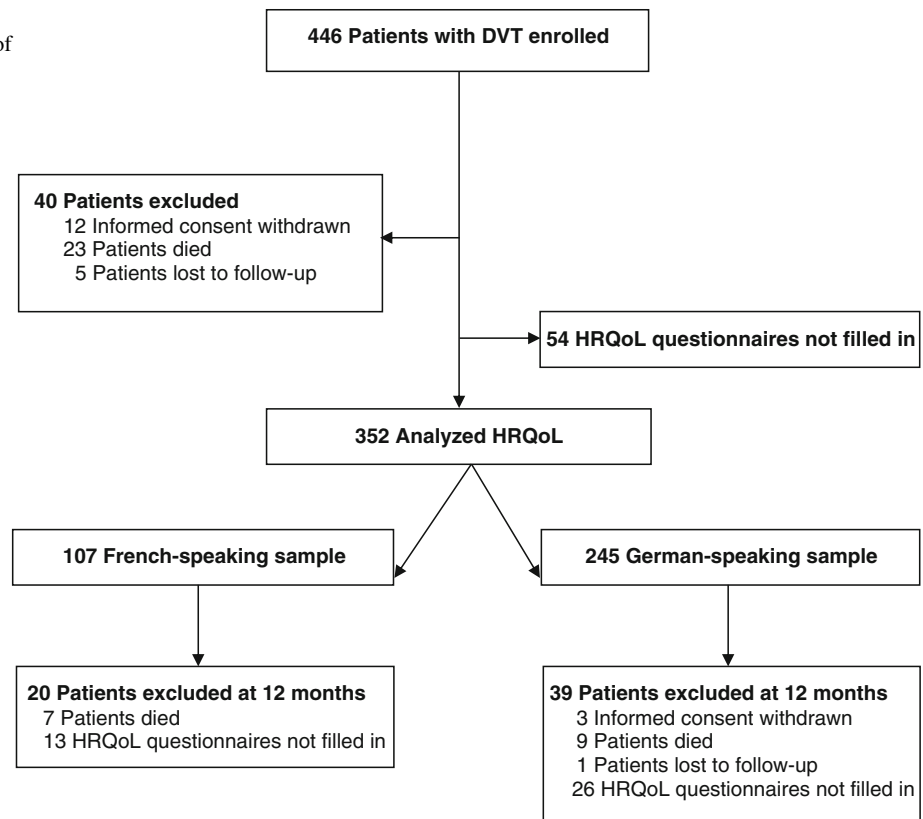 of
446 Patients with DVT enrolled
40 Patients excluded
12 Informed consent withdrawn
23 Patients died
5 Patients lost to follow-up
54 HRQoL questionnaires not filled in
352 Analyzed HRQoL
107 French-speaking sample
245 German-speaking sample
20 Patients excluded at 12 months
7 Patients died
13 HRQoL questionnaires not filled in
39 Patients excluded at 12 months
3 Informed consent withdrawn
9 Patients died
1 Patients lost to follow-up
26 HRQoL questionnaires not filled in